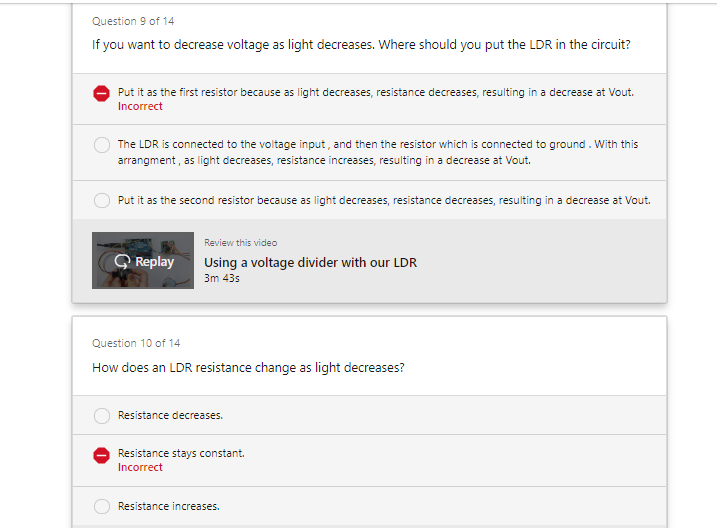 Question 9 of 14
If you want to decrease voltage as light decreases. Where should you put the LDR in the circuit?
Put it as the first resistor because as light decreases, resistance decreases, resulting in a decrease at Vout.
Incorrect
The LDR is connected to the voltage input , and then the resistor which is connected to ground . With this
arrangment , as light decreases, resistance increases, resulting in a decrease at Vout.
Put it as the second resistor because as light decreases, resistance decreases, resulting in a decrease at Vout.
Review this video
Replay
Using a voltage divider with our LDR
3m 43s
Question 10 of 14
How does an LDR resistance change as light decreases?
Resistance decreases.
Resistance stays constant.
Incorrect
Resistance increases.